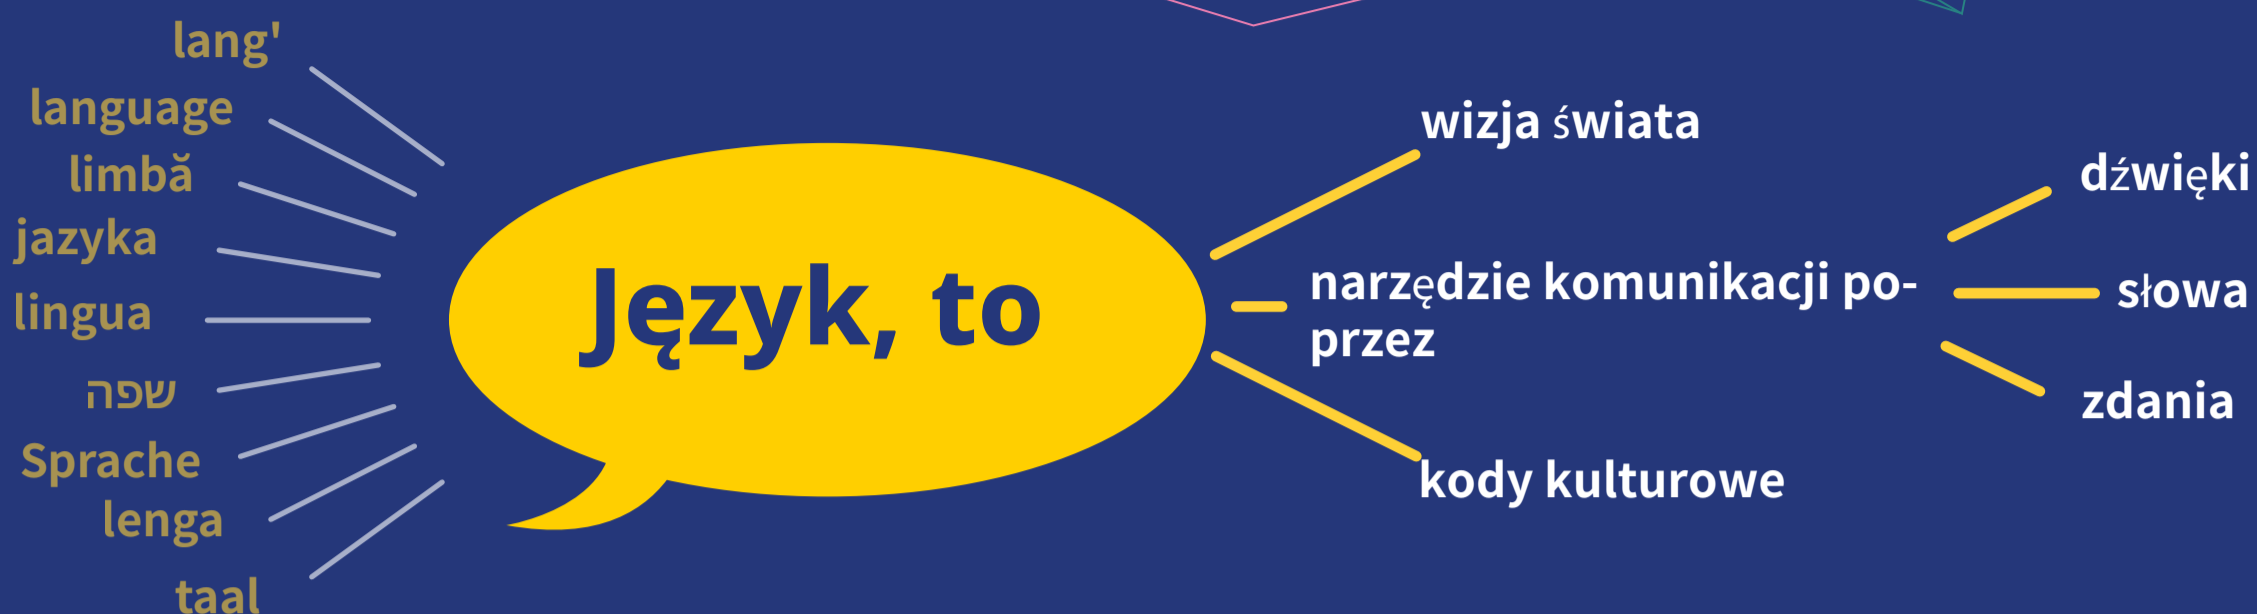 lang'
language
limbă
jazyka
lingua
שפה
Sprache
lenga
taal
Język, to
wizja świata
narzędzie komunikacji po-
przez
kody kulturowe
dźwięki
słowa
zdania